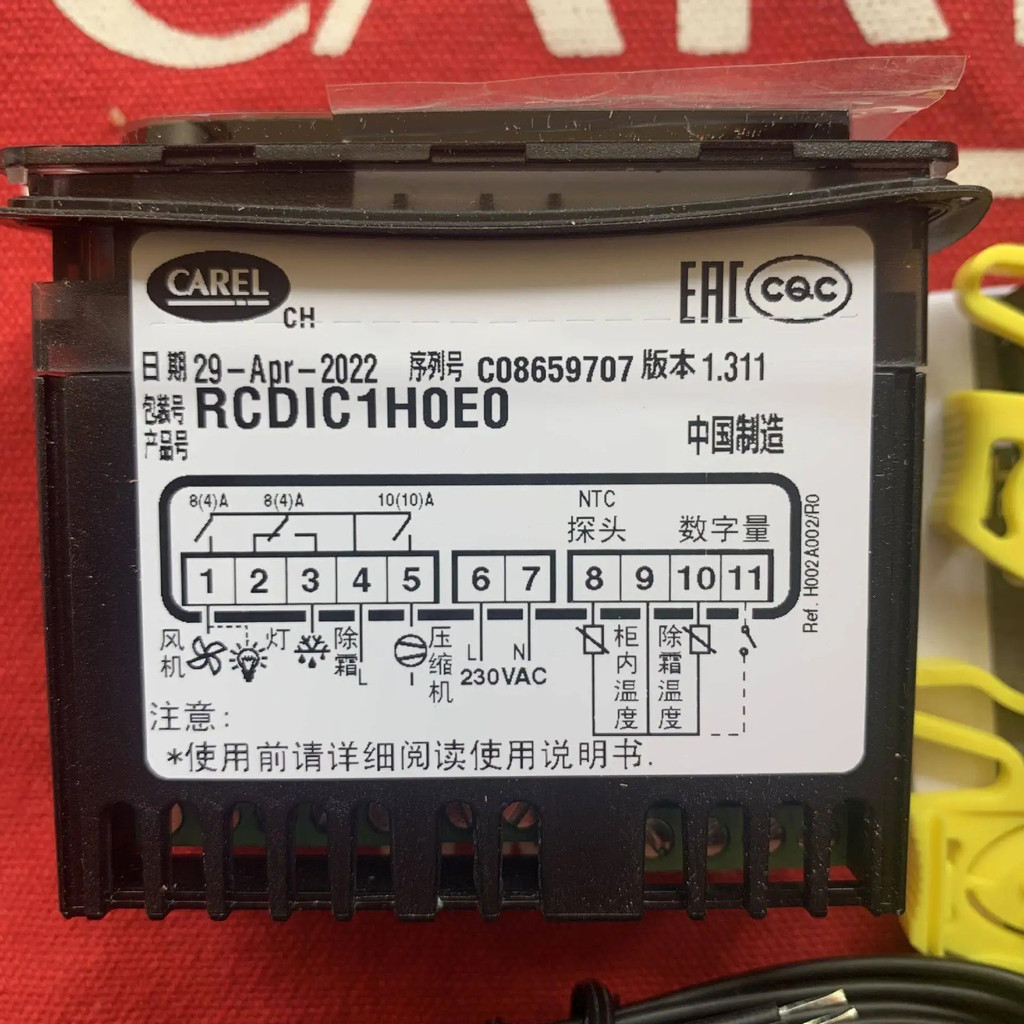 CAREL
CH
EAC CQC
日期 29-Apr-2022 序列号 C08659707 版本 1.311
包装号 RCDIC1H0E0
产品号
中国制造
8(4)A 8(4)A 10(10)A NTC
探头 数字量
1 2 3 4 5 6 7 8 9 10 11
风机 灯 除霜 L 压缩机 L N 柜内温度 除霜温度
230VAC
Ref. H002A002/R0
注意:
*使用前请详细阅读使用说明书.